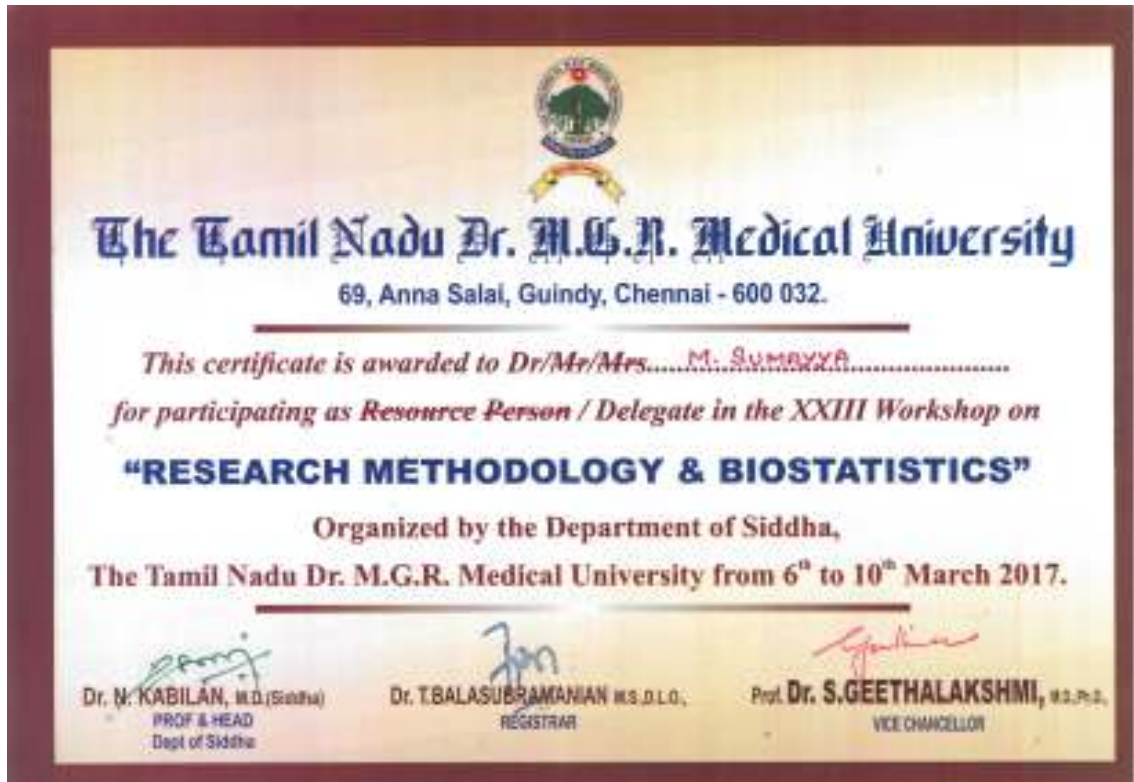 The Tamil Nadu Dr. M.G.R. Medical University
69, Anna Salai, Guindy, Chennai - 600 032.
This certificate is awarded to Dr/Mr/Mrs.....M. SUMAYYA.....
for participating as Resource Person / Delegate in the XXIII Workshop on
“RESEARCH METHODOLOGY & BIOSTATISTICS”
Organized by the Department of Siddha,
The Tamil Nadu Dr. M.G.R. Medical University from 6th to 10th March 2017.
Dr. N. KABILAN, M.D.(Siddha)
PROF & HEAD
Dept of Siddha
Dr. T.BALASUBRAMANIAN M.S.,D.L.O.,
REGISTRAR
Prof. Dr. S.GEETHALAKSHMI, M.D.,Ph.D.,
VICE CHANCELLOR